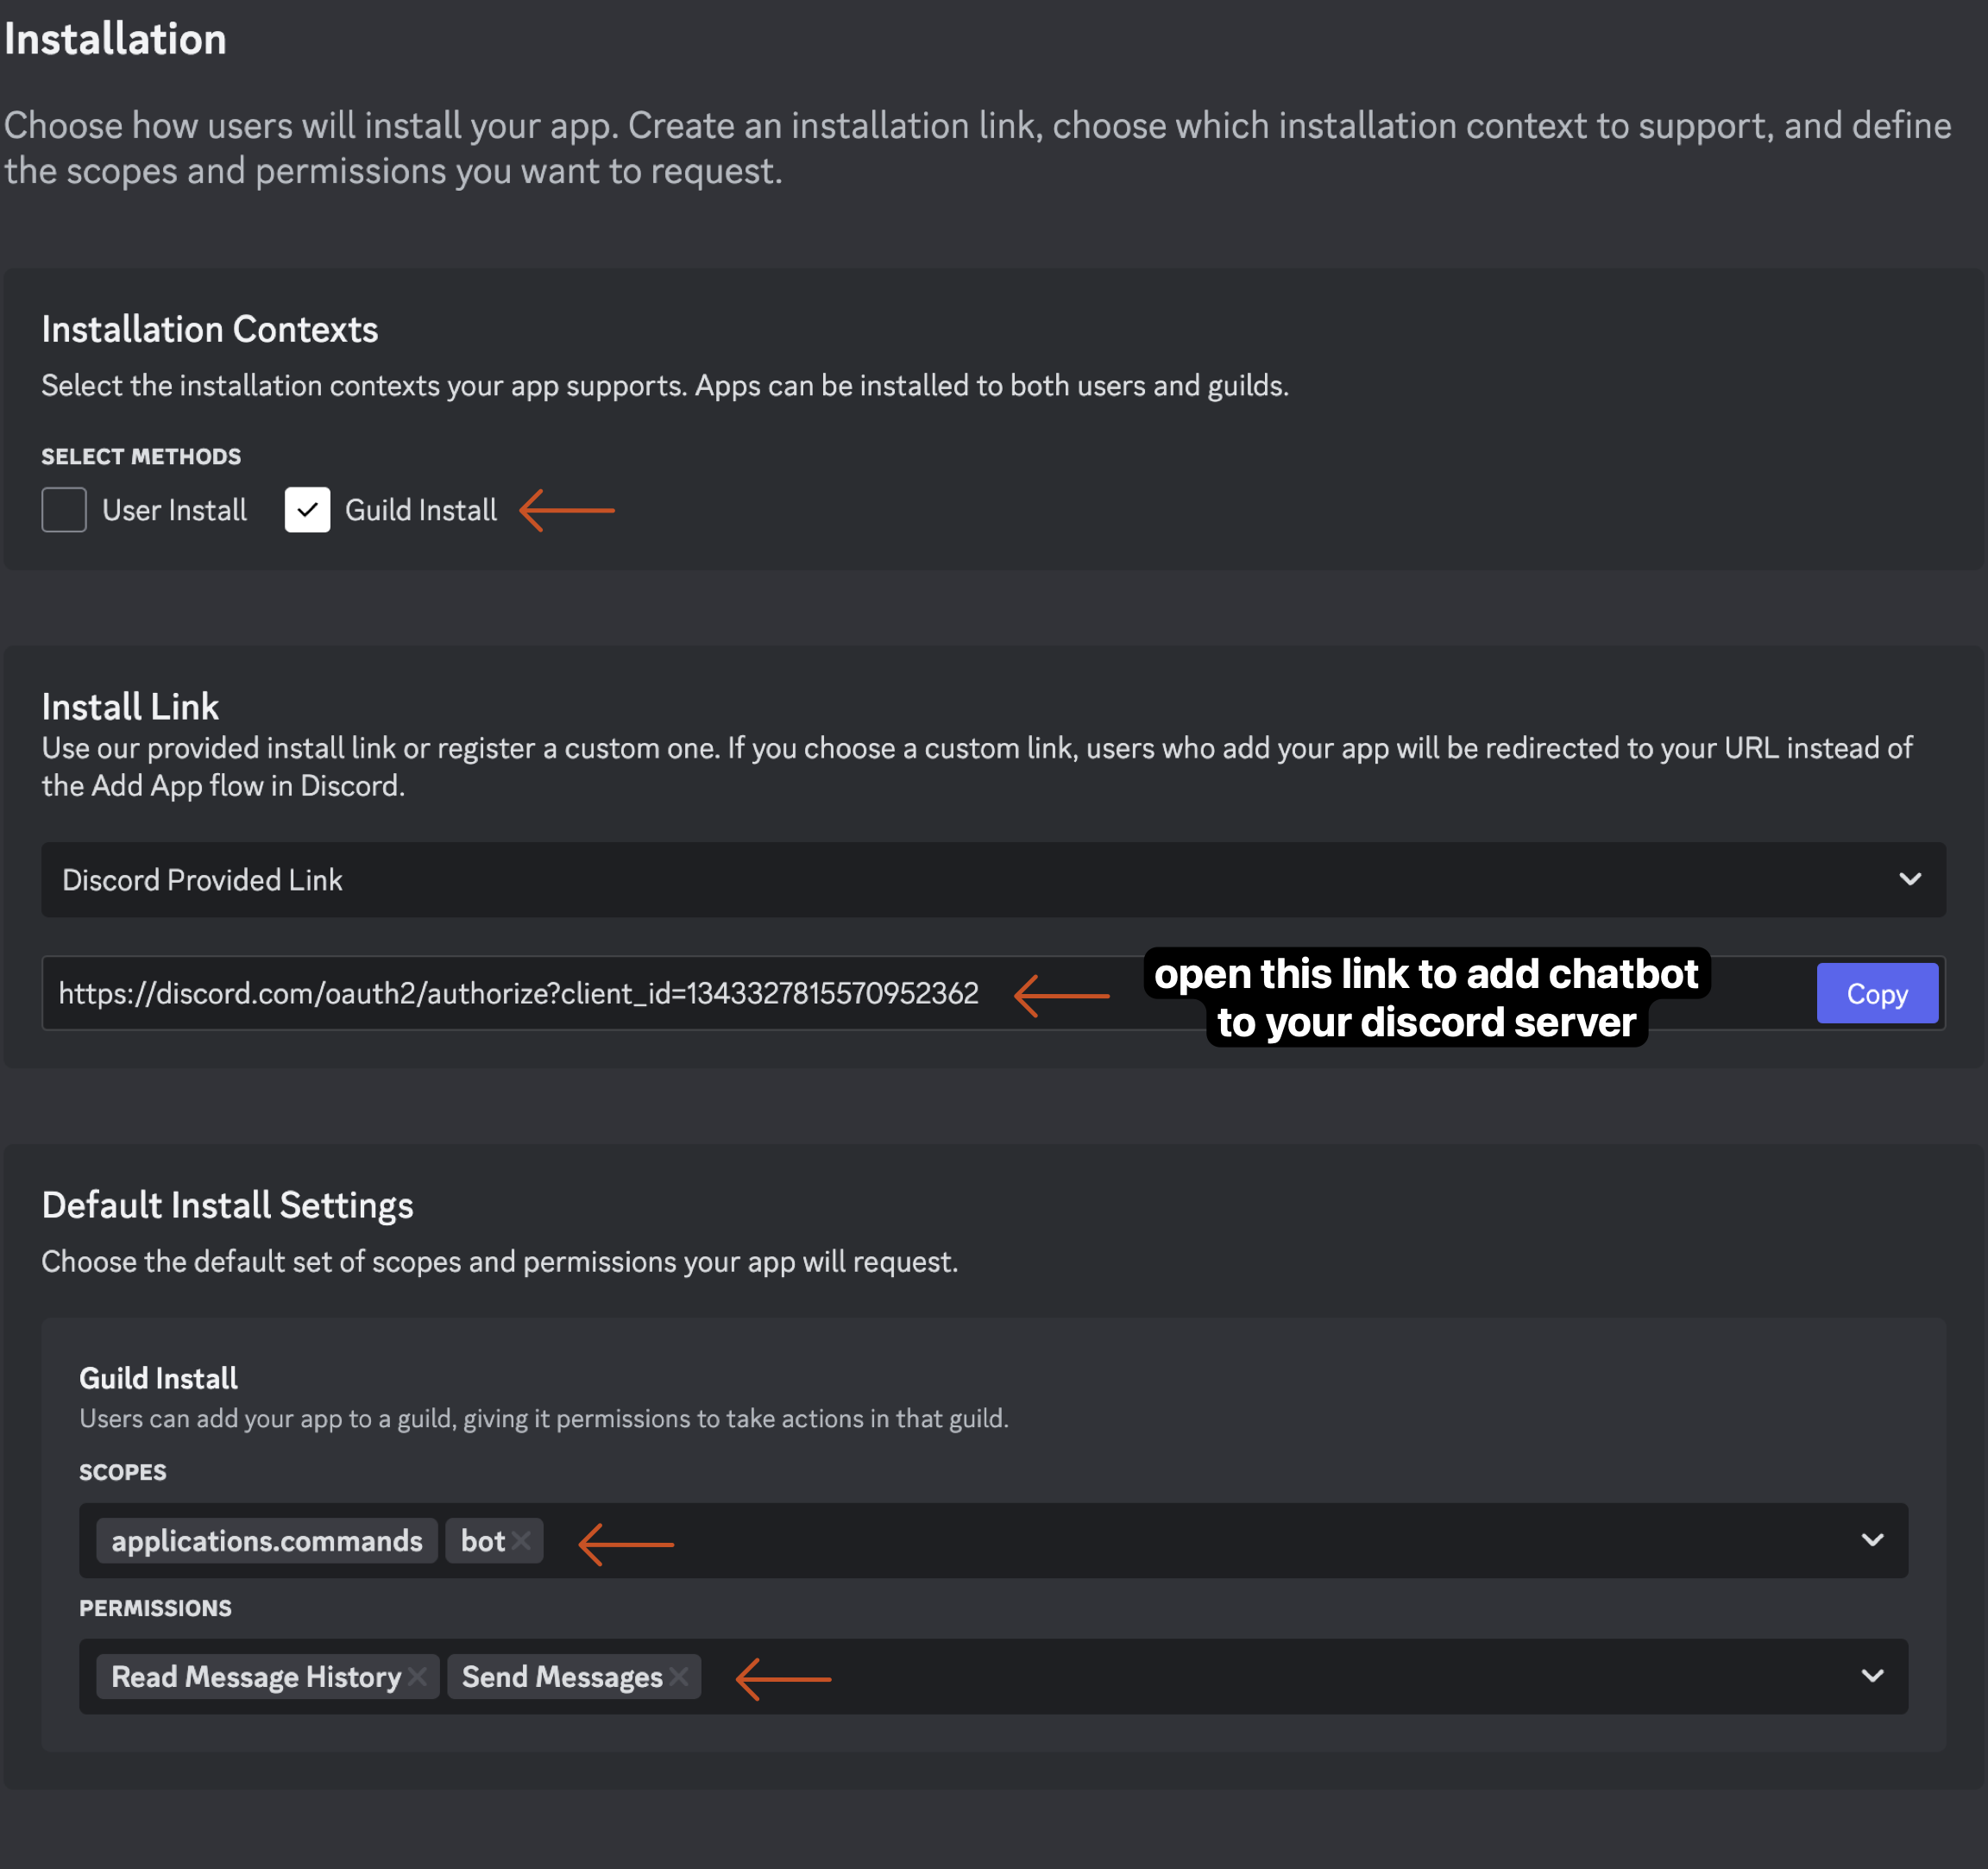 Installation
Choose how users will install your app. Create an installation link, choose which installation context to support, and define
the scopes and permissions you want to request.
Installation Contexts
Select the installation contexts your app supports. Apps can be installed to both users and guilds.
SELECT METHODS
User Install Guild Install
Install Link
Use our provided install link or register a custom one. If you choose a custom link, users who add your app will be redirected to your URL instead of
the Add App flow in Discord.
Discord Provided Link
https://discord.com/oauth2/authorize?client_id=1343327815570952362
open this link to add chatbot
to your discord server
Copy
Default Install Settings
Choose the default set of scopes and permissions your app will request.
Guild Install
Users can add your app to a guild, giving it permissions to take actions in that guild.
SCOPES
applications.commands bot
PERMISSIONS
Read Message History Send Messages